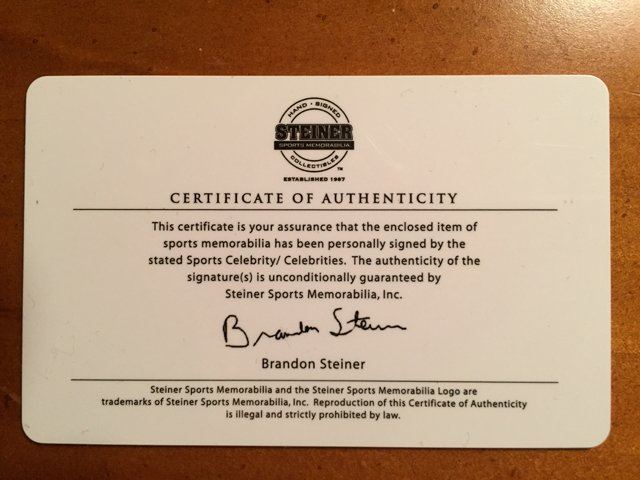 HAND • SIGNED
STEINER
SPORTS MEMORABILIA
COLLECTIBLES
TM
ESTABLISHED 1987
CERTIFICATE OF AUTHENTICITY
This certificate is your assurance that the enclosed item of
sports memorabilia has been personally signed by the
stated Sports Celebrity/ Celebrities. The authenticity of the
signature(s) is unconditionally guaranteed by
Steiner Sports Memorabilia, Inc.
Brandon Steiner
Brandon Steiner
Steiner Sports Memorabilia and the Steiner Sports Memorabilia Logo are
trademarks of Steiner Sports Memorabilia, Inc. Reproduction of this Certificate of Authenticity
is illegal and strictly prohibited by law.